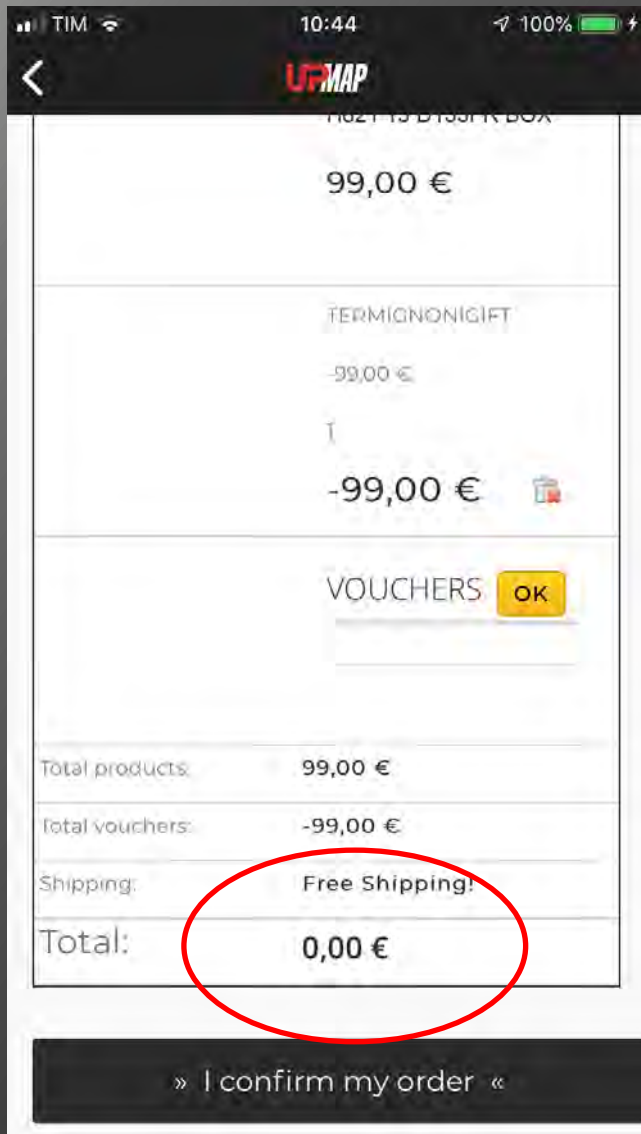 TIM 10:44 100%
UPMAP
99,00 €
TERMIGNONIGIFT
-99,00 €
1
-99,00 €
VOUCHERS OK
Total products: 99,00 €
Total vouchers: -99,00 €
Shipping: Free Shipping!
Total: 0,00 €
» I confirm my order «